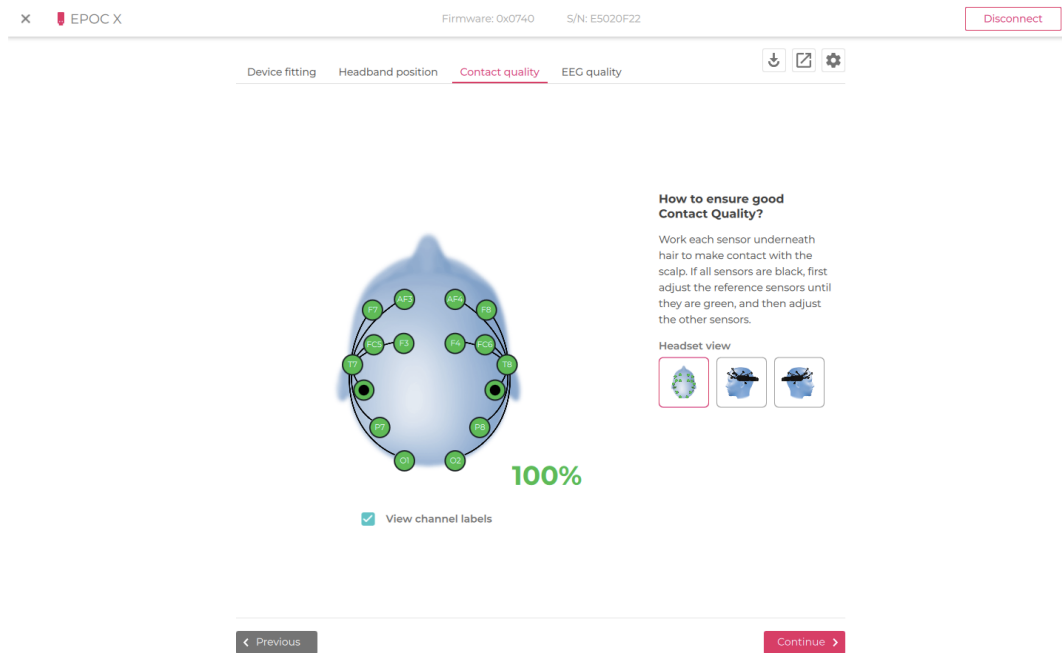 EPOC X
Firmware: 0x0740
S/N: E5020F22
Disconnect
Device fitting
Headband position
Contact quality
EEG quality
How to ensure good
Contact Quality?
Work each sensor underneath
hair to make contact with the
scalp. If all sensors are black, first
adjust the reference sensors until
they are green, and then adjust
the other sensors.
Headset view
AF3
AF4
F7
F8
FC5
F3
F4
FC6
T7
T8
P7
P8
O1
O2
100%
View channel labels
Previous
Continue